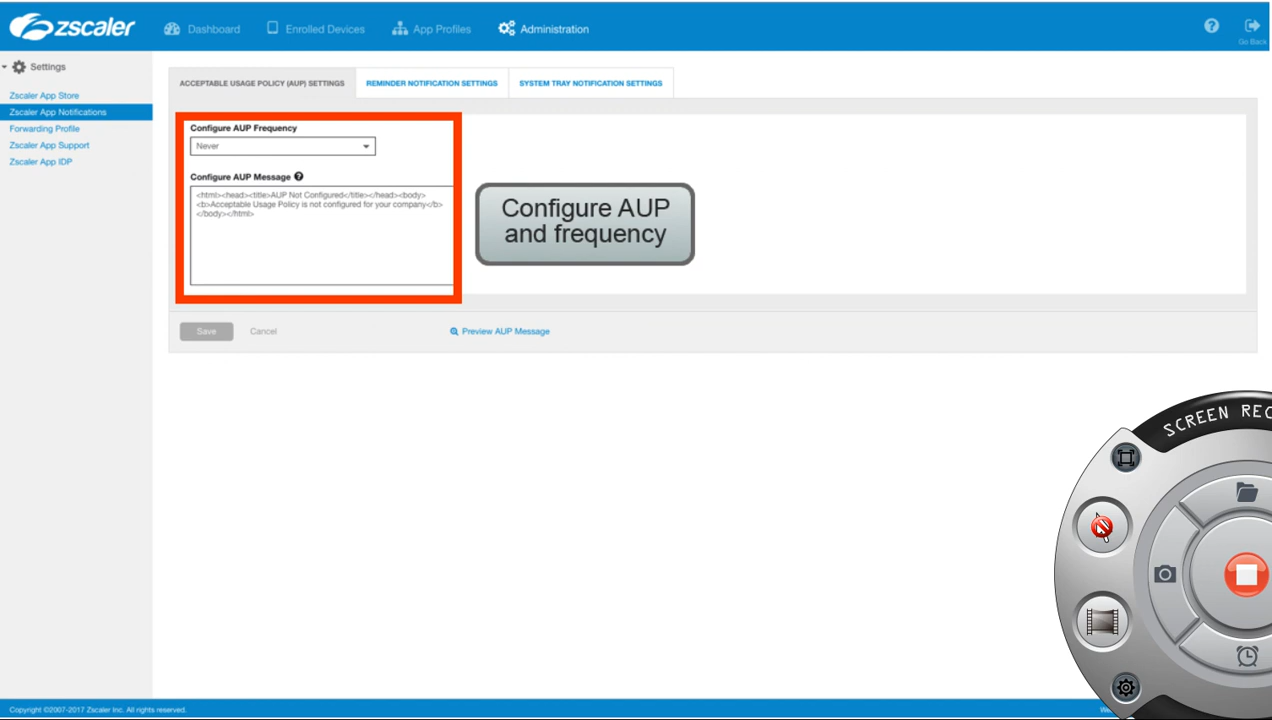 zscaler
Dashboard
Enrolled Devices
App Profiles
Administration
Go Back
Settings
Zscaler App Store
Zscaler App Notifications
Forwarding Profile
Zscaler App Support
Zscaler App IDP
ACCEPTABLE USAGE POLICY (AUP) SETTINGS
REMINDER NOTIFICATION SETTINGS
SYSTEM TRAY NOTIFICATION SETTINGS
Configure AUP Frequency
Never
Configure AUP Message
<html><head><title>AUP Not Configured</title></head><body>
<b>Acceptable Usage Policy is not configured for your company</b>
</body></html>
Configure AUP
and frequency
Save
Cancel
Preview AUP Message
SCREEN REC
Copyright ©2007-2017 Zscaler Inc. All rights reserved.